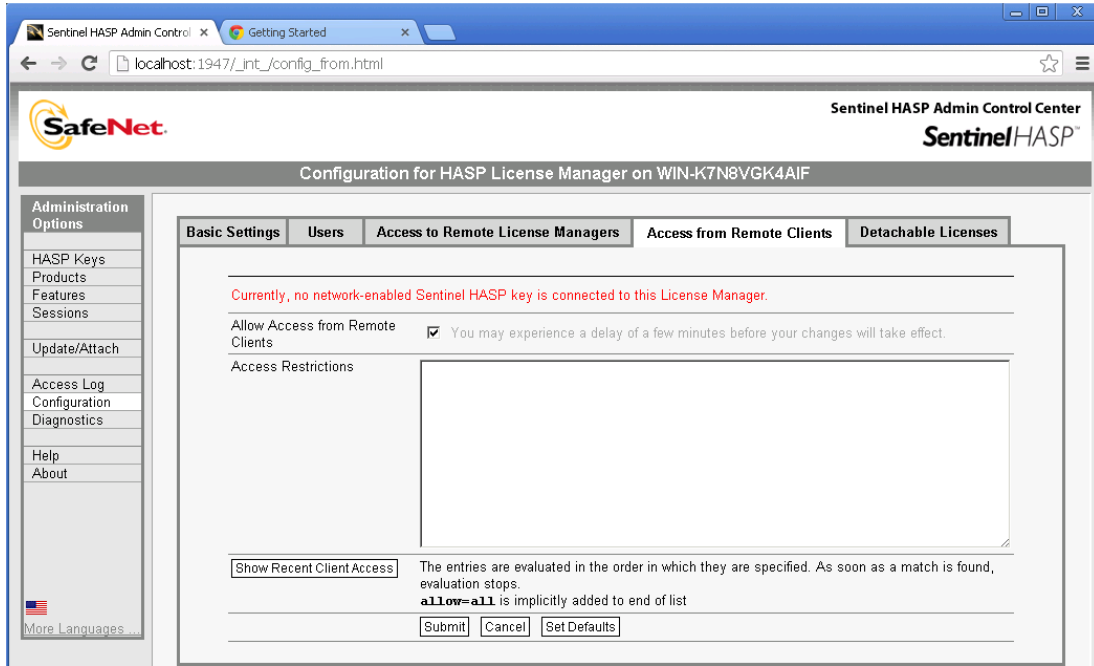 Sentinel HASP Admin Control
Getting Started
localhost:1947/_int_/config_from.html
SafeNet.
Sentinel HASP Admin Control Center
Sentinel HASP™
Configuration for HASP License Manager on WIN-K7N8VGK4AIF
Administration
Options
HASP Keys
Products
Features
Sessions
Update/Attach
Access Log
Configuration
Diagnostics
Help
About
More Languages ...
Basic Settings
Users
Access to Remote License Managers
Access from Remote Clients
Detachable Licenses
Currently, no network-enabled Sentinel HASP key is connected to this License Manager.
Allow Access from Remote
Clients
You may experience a delay of a few minutes before your changes will take effect.
Access Restrictions
Show Recent Client Access
The entries are evaluated in the order in which they are specified. As soon as a match is found,
evaluation stops.
allow=all is implicitly added to end of list
Submit
Cancel
Set Defaults